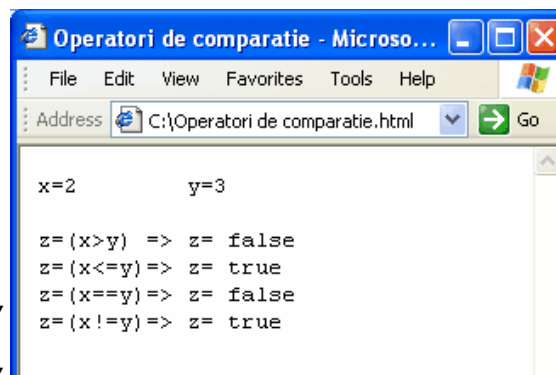 Operatori de comparatie - Microso...
File Edit View Favorites Tools Help
Address C:\Operatori de comparatie.html Go
x=2 y=3
z=(x>y) => z= false
z=(x<=y)=> z= true
z=(x==y)=> z= false
z=(x!=y)=> z= true